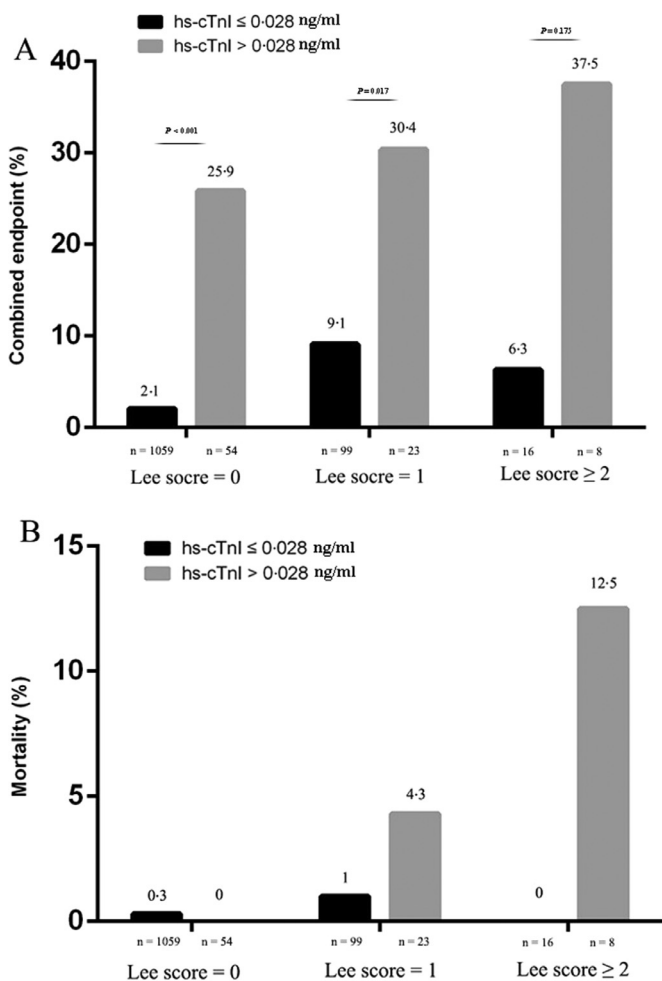 A
hs-cTnI ≤ 0·028 ng/ml
hs-cTnI > 0·028 ng/ml
Combined endpoint (%)
40
30
20
10
0
P < 0.001
P = 0.017
P = 0.175
2·1
25·9
9·1
30·4
6·3
37·5
n = 1059
n = 54
n = 99
n = 23
n = 16
n = 8
Lee socre = 0
Lee socre = 1
Lee socre ≥ 2
B
hs-cTnI ≤ 0·028 ng/ml
hs-cTnI > 0·028 ng/ml
Mortality (%)
15
10
5
0
0·3
0
1
4·3
0
12·5
n = 1059
n = 54
n = 99
n = 23
n = 16
n = 8
Lee score = 0
Lee score = 1
Lee score ≥ 2